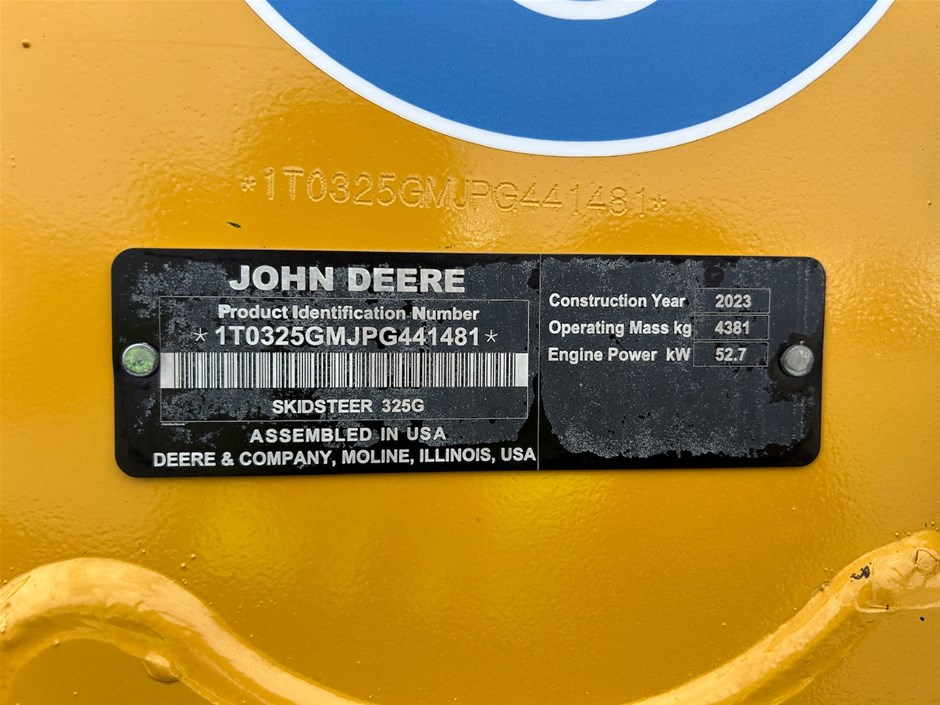 *1T0325GMJPG441481*
JOHN DEERE
Product Identification Number
*1T0325GMJPG441481*
SKIDSTEER 325G
ASSEMBLED IN USA
DEERE & COMPANY, MOLINE, ILLINOIS, USA
Construction Year 2023
Operating Mass kg 4381
Engine Power kW 52.7